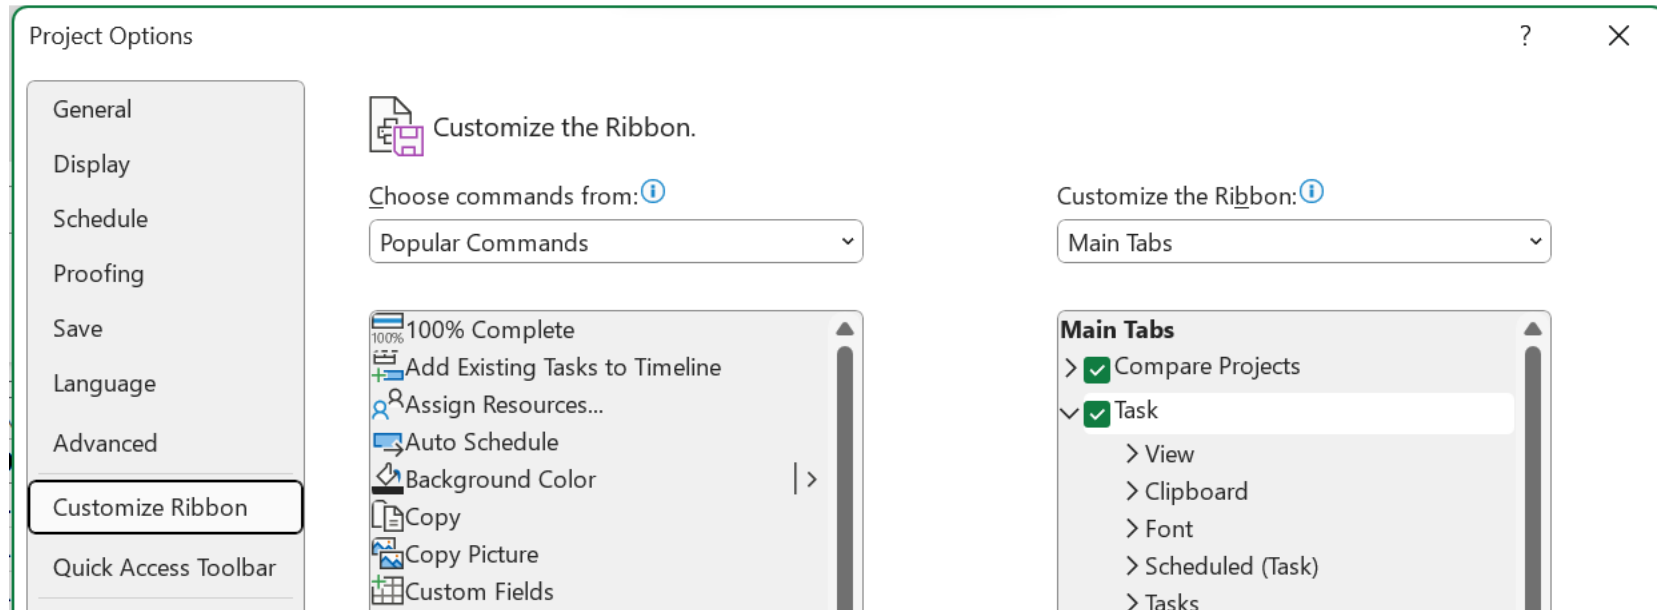 Project Options
?
General
Display
Schedule
Proofing
Save
Language
Advanced
Customize Ribbon
Quick Access Toolbar
Customize the Ribbon.
Choose commands from:
Popular Commands
100% Complete
100%
Add Existing Tasks to Timeline
Assign Resources...
Auto Schedule
Background Color
Copy
Copy Picture
Custom Fields
Customize the Ribbon:
Main Tabs
Main Tabs
Compare Projects
Task
View
Clipboard
Font
Scheduled (Task)
Tasks